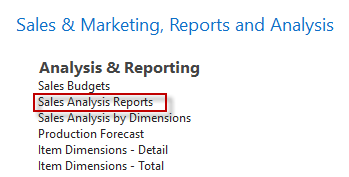 Sales & Marketing, Reports and Analysis
Analysis & Reporting
Sales Budgets
Sales Analysis Reports
Sales Analysis by Dimensions
Production Forecast
Item Dimensions - Detail
Item Dimensions - Total